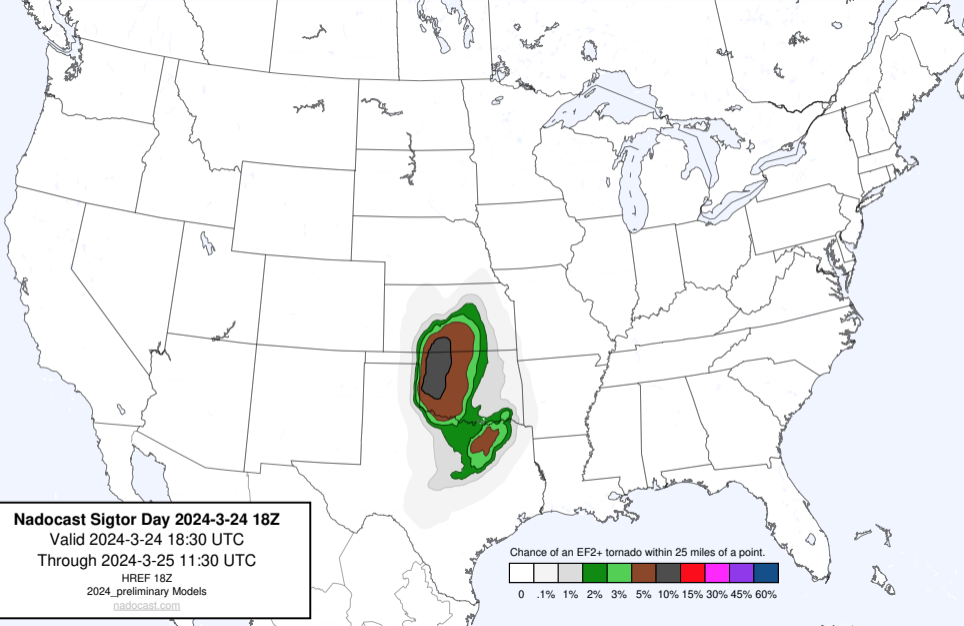 Nadocast Sigtor Day 2024-3-24 18Z
Valid 2024-3-24 18:30 UTC
Through 2024-3-25 11:30 UTC
HREF 18Z
2024_preliminary Models
nadocast.com
Chance of an EF2+ tornado within 25 miles of a point.
0 .1% 1% 2% 3% 5% 10% 15% 30% 45% 60%